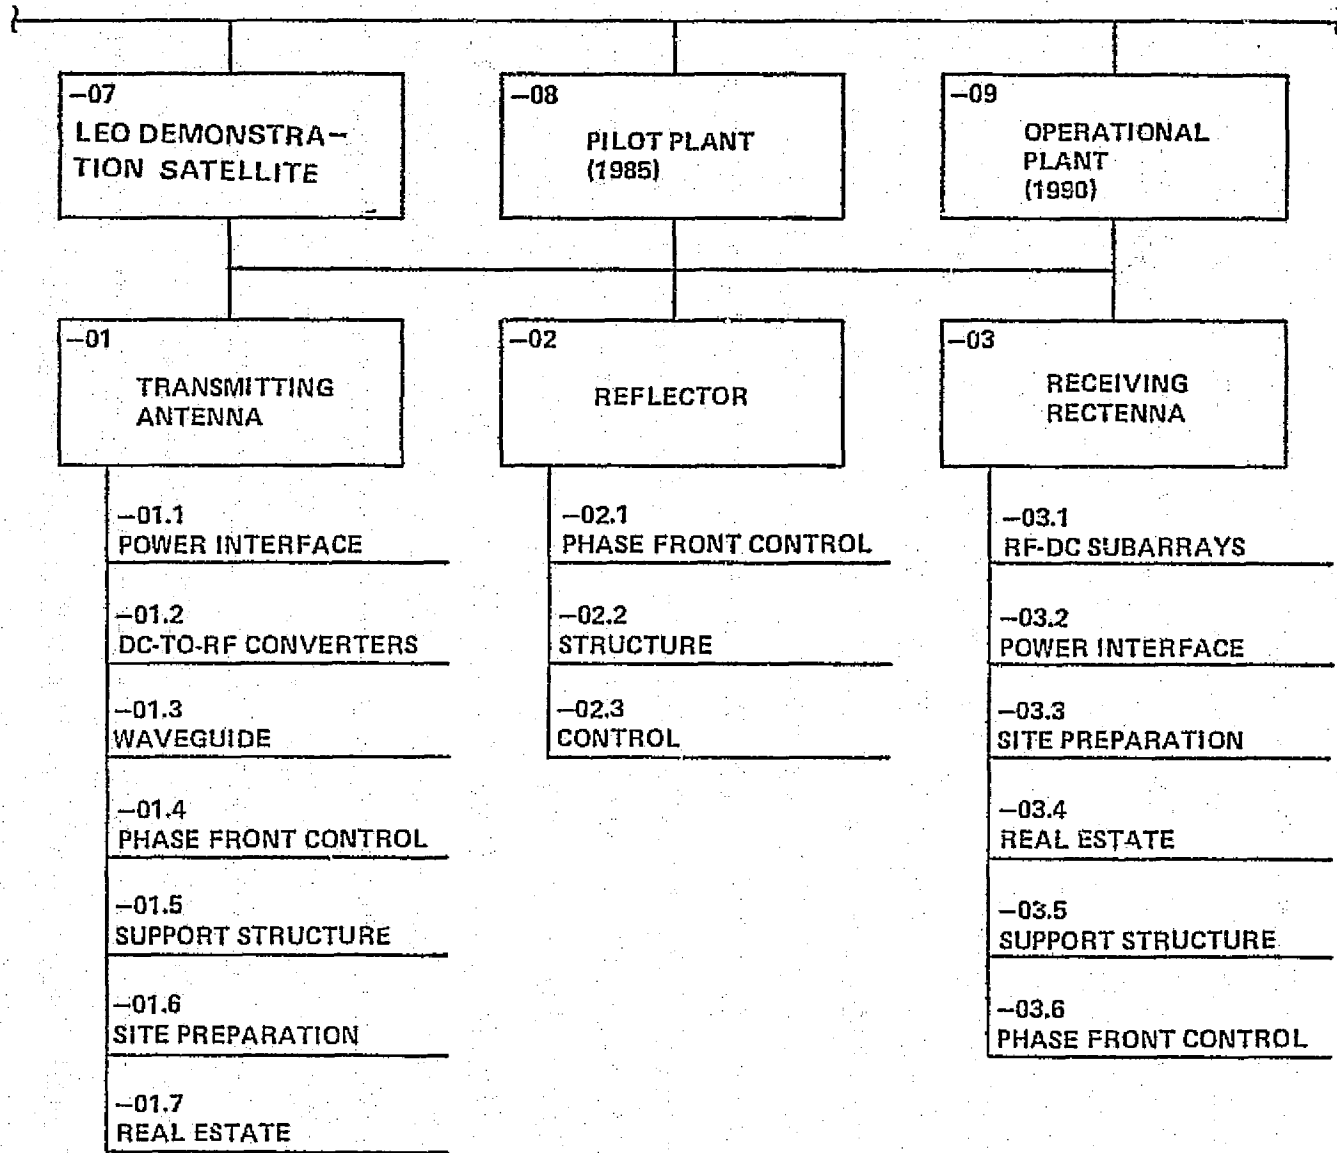 —07
LEO DEMONSTRA—
TION SATELLITE
—08
PILOT PLANT
(1985)
—09
OPERATIONAL
PLANT
(1990)
—01
TRANSMITTING
ANTENNA
—02
REFLECTOR
—03
RECEIVING
RECTENNA
—01.1
POWER INTERFACE
—01.2
DC-TO-RF CONVERTERS
—01.3
WAVEGUIDE
—01.4
PHASE FRONT CONTROL
—01.5
SUPPORT STRUCTURE
—01.6
SITE PREPARATION
—01.7
REAL ESTATE
—02.1
PHASE FRONT CONTROL
—02.2
STRUCTURE
—02.3
CONTROL
—03.1
RF-DC SUBARRAYS
—03.2
POWER INTERFACE
—03.3
SITE PREPARATION
—03.4
REAL ESTATE
—03.5
SUPPORT STRUCTURE
—03.6
PHASE FRONT CONTROL